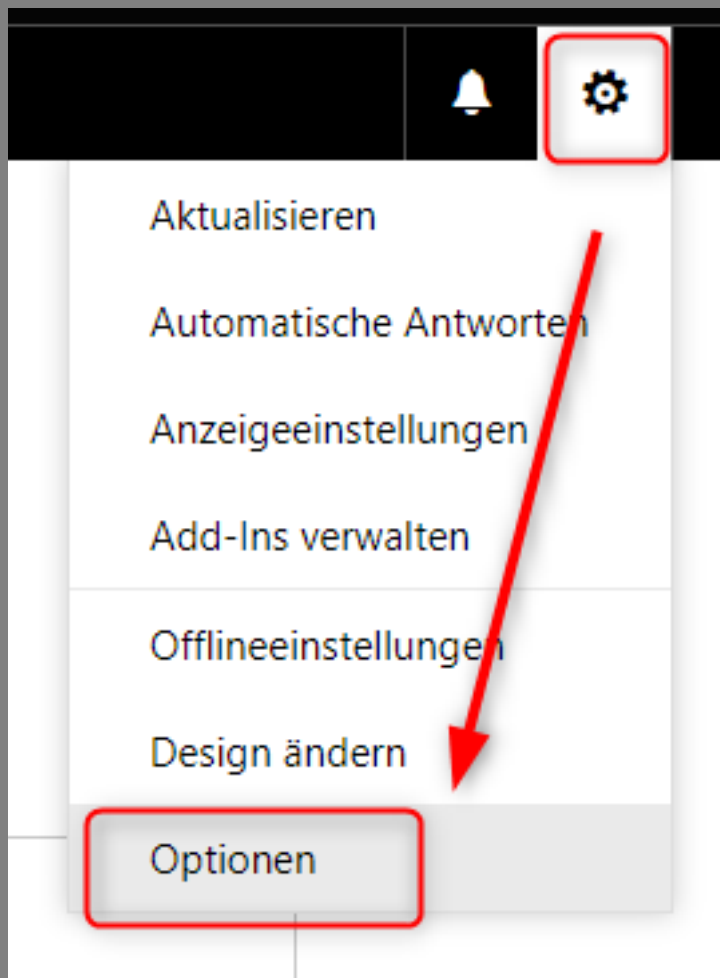 Aktualisieren
Automatische Antworten
Anzeigeeinstellungen
Add-Ins verwalten
Offlineeinstellungen
Design ändern
Optionen